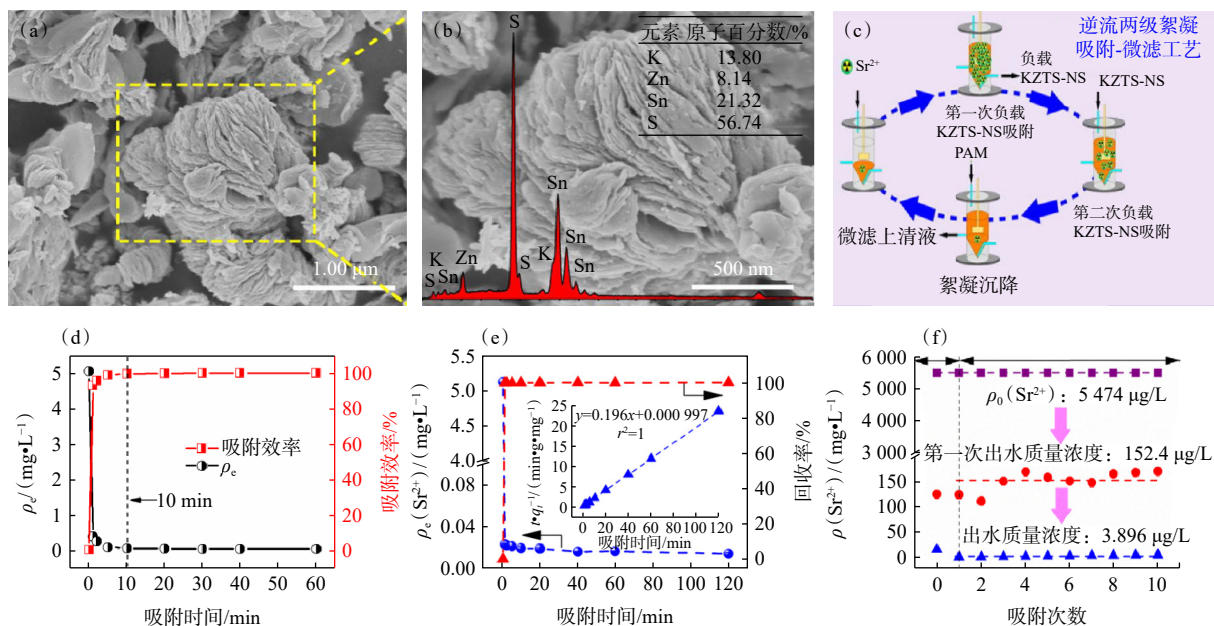 (a)
1.00 μm
(b)
元素 原子百分数/%
K 13.80
Zn 8.14
Sn 21.32
S 56.74
S
K
S
Sn
Zn
S
K
Sn
Sn
Sn
500 nm
(c)
逆流两级絮凝
吸附-微滤工艺
Sr²⁺
负载
KZTS-NS
KZTS-NS
第一次负载
KZTS-NS吸附
PAM
第二次负载
KZTS-NS吸附
微滤上清液
絮凝沉降
(d)
ρe/(mg•L⁻¹)
5
4
3
2
1
0
吸附效率
ρe
10 min
100
80
60
40
20
0
吸附效率/%
0 10 20 30 40 50 60
吸附时间/min
(e)
ρe(Sr²⁺)/(mg•L⁻¹)
5.5
5.0
4.5
4.0
0.08
0.04
0.00
y=0.196x+0.000 997
r²=1
t•qt⁻¹/(min•g•mg⁻¹)
25
20
15
10
5
0
0 20 40 60 80 100 120
吸附时间/min
100
80
60
40
20
0
回收率/%
0 20 40 60 80 100 120
吸附时间/min
(f)
ρ(Sr²⁺)/(mg•L⁻¹)
6 000
5 000
4 000
3 000
150
100
50
0
ρ₀(Sr²⁺)：5 474 μg/L
第一次出水质量浓度：152.4 μg/L
出水质量浓度：3.896 μg/L
0 2 4 6 8 10
吸附次数